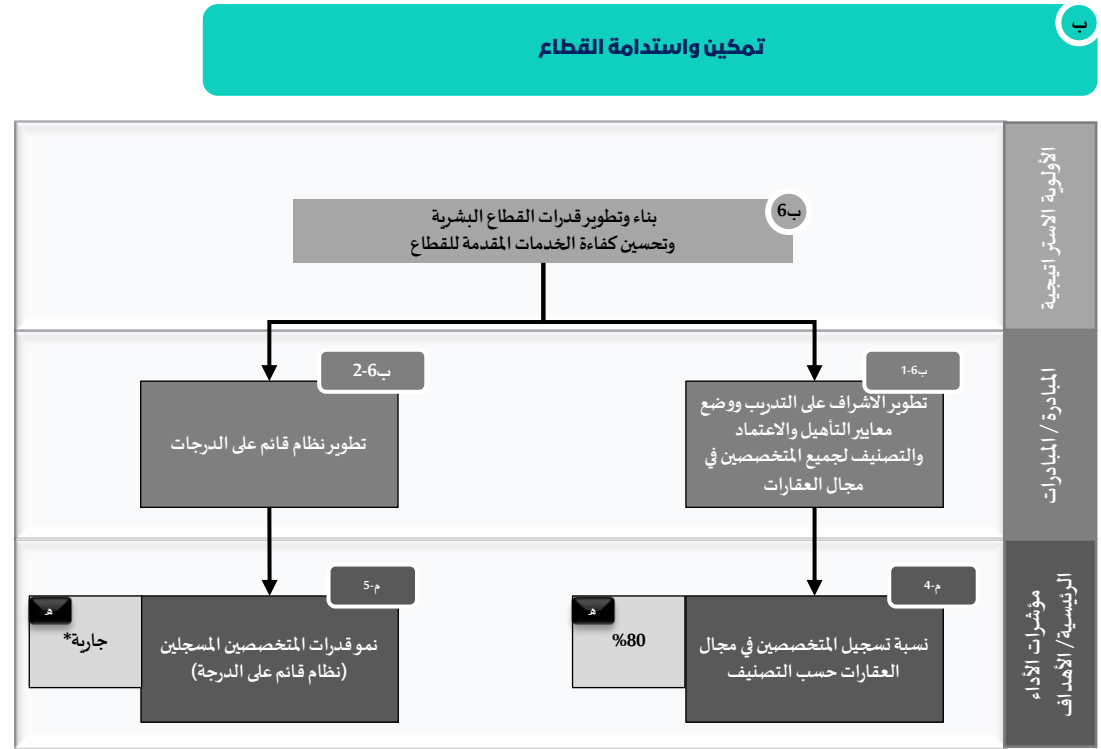 ب
تمكين واستدامة القطاع
الأولوية الاستراتيجية
ب6
بناء وتطوير قدرات القطاع البشرية
وتحسين كفاءة الخدمات المقدمة للقطاع
المبادرة / المبادرات
ب6-1
تطوير الاشراف على التدريب ووضع
معايير التأهيل والاعتماد
والتصنيف لجميع المتخصصين في
مجال العقارات
ب6-2
تطوير نظام قائم على الدرجات
مؤشرات الأداء
الرئيسية/ الأهداف
م-4
نسبة تسجيل المتخصصين في مجال
العقارات حسب التصنيف
هـ
%80
م-5
نمو قدرات المتخصصين المسجلين
(نظام قائم على الدرجة)
هـ
جارية*